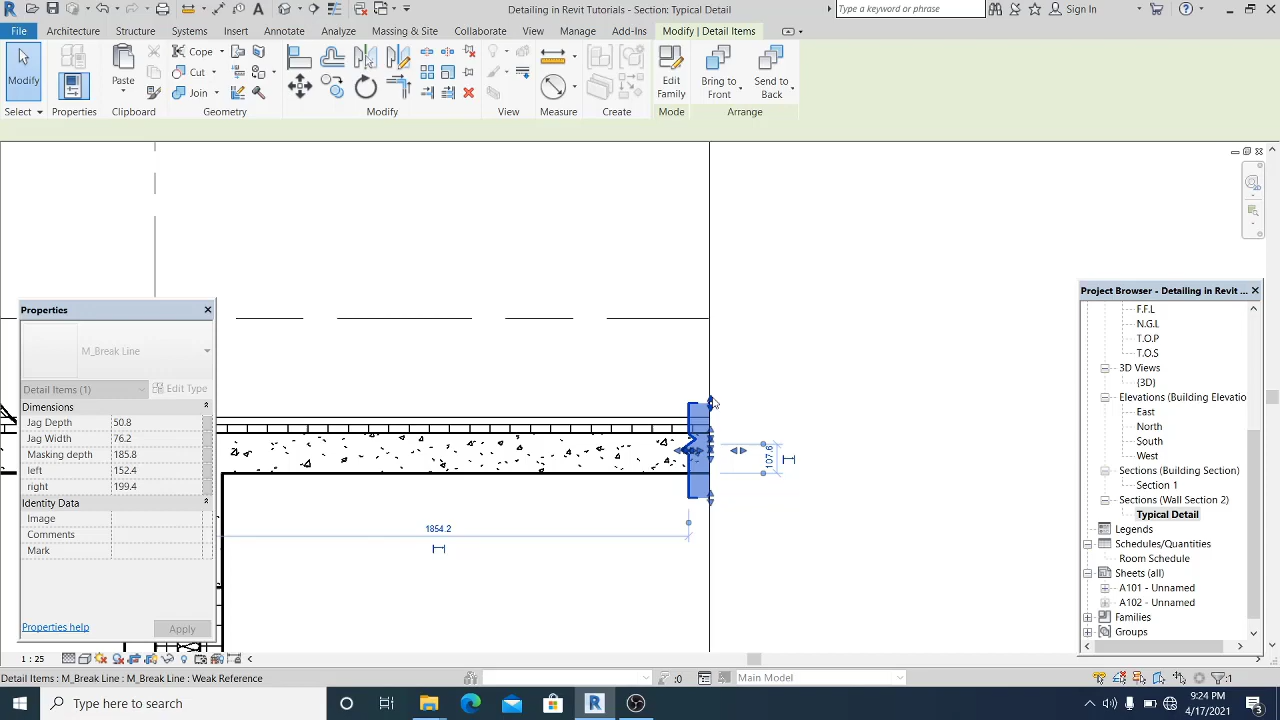 Detailing in Revit Tutorials - Section: Typical Detail
Type a keyword or phrase
Sign In
File Architecture Structure Systems Insert Annotate Analyze Massing & Site Collaborate View Manage Add-Ins Modify | Detail Items
Modify
Select
Properties
Paste
Clipboard
Cope
Cut
Join
Geometry
Modify
View
Measure
Create
Edit
Family
Mode
Bring to
Front
Send to
Back
Arrange
Properties
M_Break Line
Detail Items (1)
Edit Type
Dimensions
Jag Depth 50.8
Jag Width 76.2
Masking depth 185.8
left 152.4
right 199.4
Identity Data
Image
Comments
Mark
Properties help
Apply
1854.2
107.6
Project Browser - Detailing in Revit ...
F.F.L
N.G.L
T.O.P
T.O.S
3D Views
{3D}
Elevations (Building Elevatio
East
North
South
West
Sections (Building Section)
Section 1
Sections (Wall Section 2)
Typical Detail
Legends
Schedules/Quantities
Room Schedule
Sheets (all)
A101 - Unnamed
A102 - Unnamed
Families
Groups
1 : 25
Detail Items : M_Break Line : M_Break Line : Weak Reference
:0
Main Model
:1
Type here to search
9:24 PM
4/17/2021